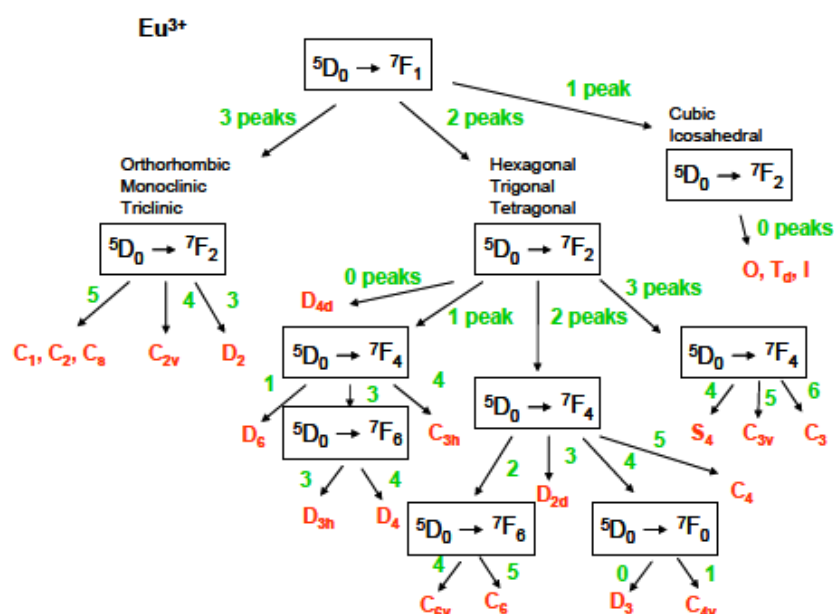 Eu³⁺
⁵D₀ → ⁷F₁
1 peak
3 peaks
2 peaks
Cubic
Icosahedral
Orthorhombic
Monoclinic
Triclinic
Hexagonal
Trigonal
Tetragonal
⁵D₀ → ⁷F₂
⁵D₀ → ⁷F₂
⁵D₀ → ⁷F₂
0 peaks
O, T_d, I
0 peaks
3 peaks
5 4 3
D₄d
1 peak
2 peaks
C₁, C₂, Cₛ
C₂ᵥ
D₂
⁵D₀ → ⁷F₄
⁵D₀ → ⁷F₄
1 3 4
4 5 6
⁵D₀ → ⁷F₄
D₆
⁵D₀ → ⁷F₆
C₃ₕ
S₄
C₃ᵥ
C₃
3 4
2 3 4 5
D₂d
C₄
D₃ₕ
D₄
⁵D₀ → ⁷F₆
⁵D₀ → ⁷F₀
4 5
0 1
C₆ᵥ
C₆
D₃
C₄ᵥ